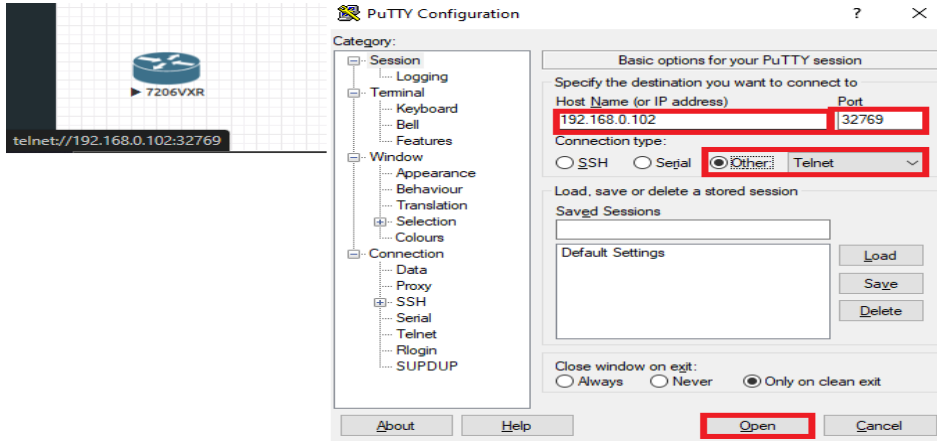 7206VXR
telnet://192.168.0.102:32769
PuTTY Configuration
?
Category:
Session
Logging
Terminal
Keyboard
Bell
Features
Window
Appearance
Behaviour
Translation
Selection
Colours
Connection
Data
Proxy
SSH
Serial
Telnet
Rlogin
SUPDUP
Basic options for your PuTTY session
Specify the destination you want to connect to
Host Name (or IP address) Port
192.168.0.102 32769
Connection type:
SSH Serial Other: Telnet
Load, save or delete a stored session
Saved Sessions
Default Settings
Load
Save
Delete
Close window on exit:
Always Never Only on clean exit
About Help Open Cancel